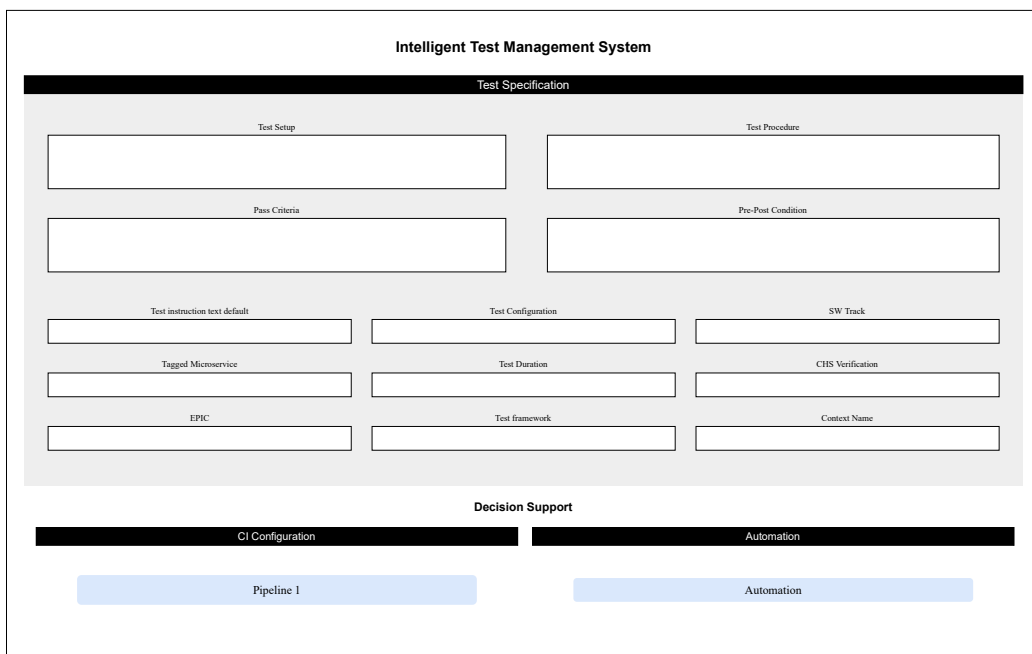 Intelligent Test Management System
Test Specification
Test Setup
Test Procedure
Pass Criteria
Pre-Post Condition
Test instruction text default
Test Configuration
SW Track
Tagged Microservice
Test Duration
CHS Verification
EPIC
Test framework
Context Name
Decision Support
CI Configuration
Automation
Pipeline 1
Automation